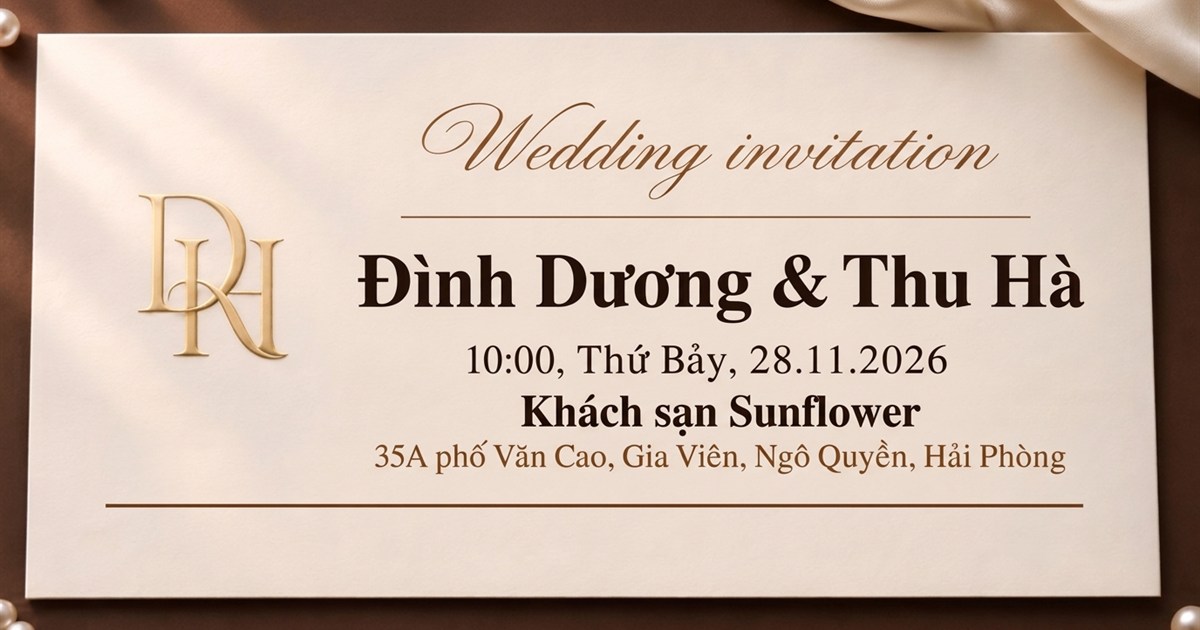 Wedding invitation
DH
Đình Dương & Thu Hà
10:00, Thứ Bảy, 28.11.2026
Khách sạn Sunflower
35A phố Văn Cao, Gia Viên, Ngô Quyền, Hải Phòng